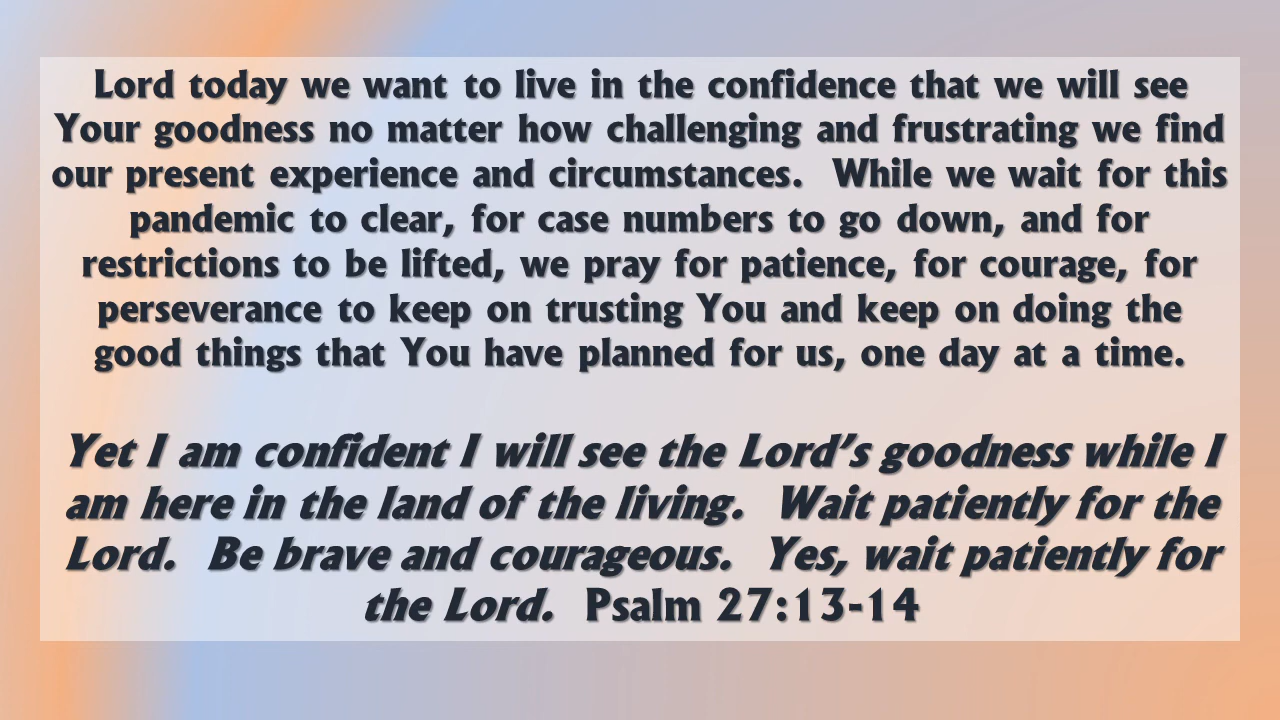 Lord today we want to live in the confidence that we will see
Your goodness no matter how challenging and frustrating we find
our present experience and circumstances.  While we wait for this
pandemic to clear, for case numbers to go down, and for
restrictions to be lifted, we pray for patience, for courage, for
perseverance to keep on trusting You and keep on doing the
good things that You have planned for us, one day at a time.
Yet I am confident I will see the Lord’s goodness while I
am here in the land of the living.  Wait patiently for the
Lord.  Be brave and courageous.  Yes, wait patiently for
the Lord.  Psalm 27:13-14